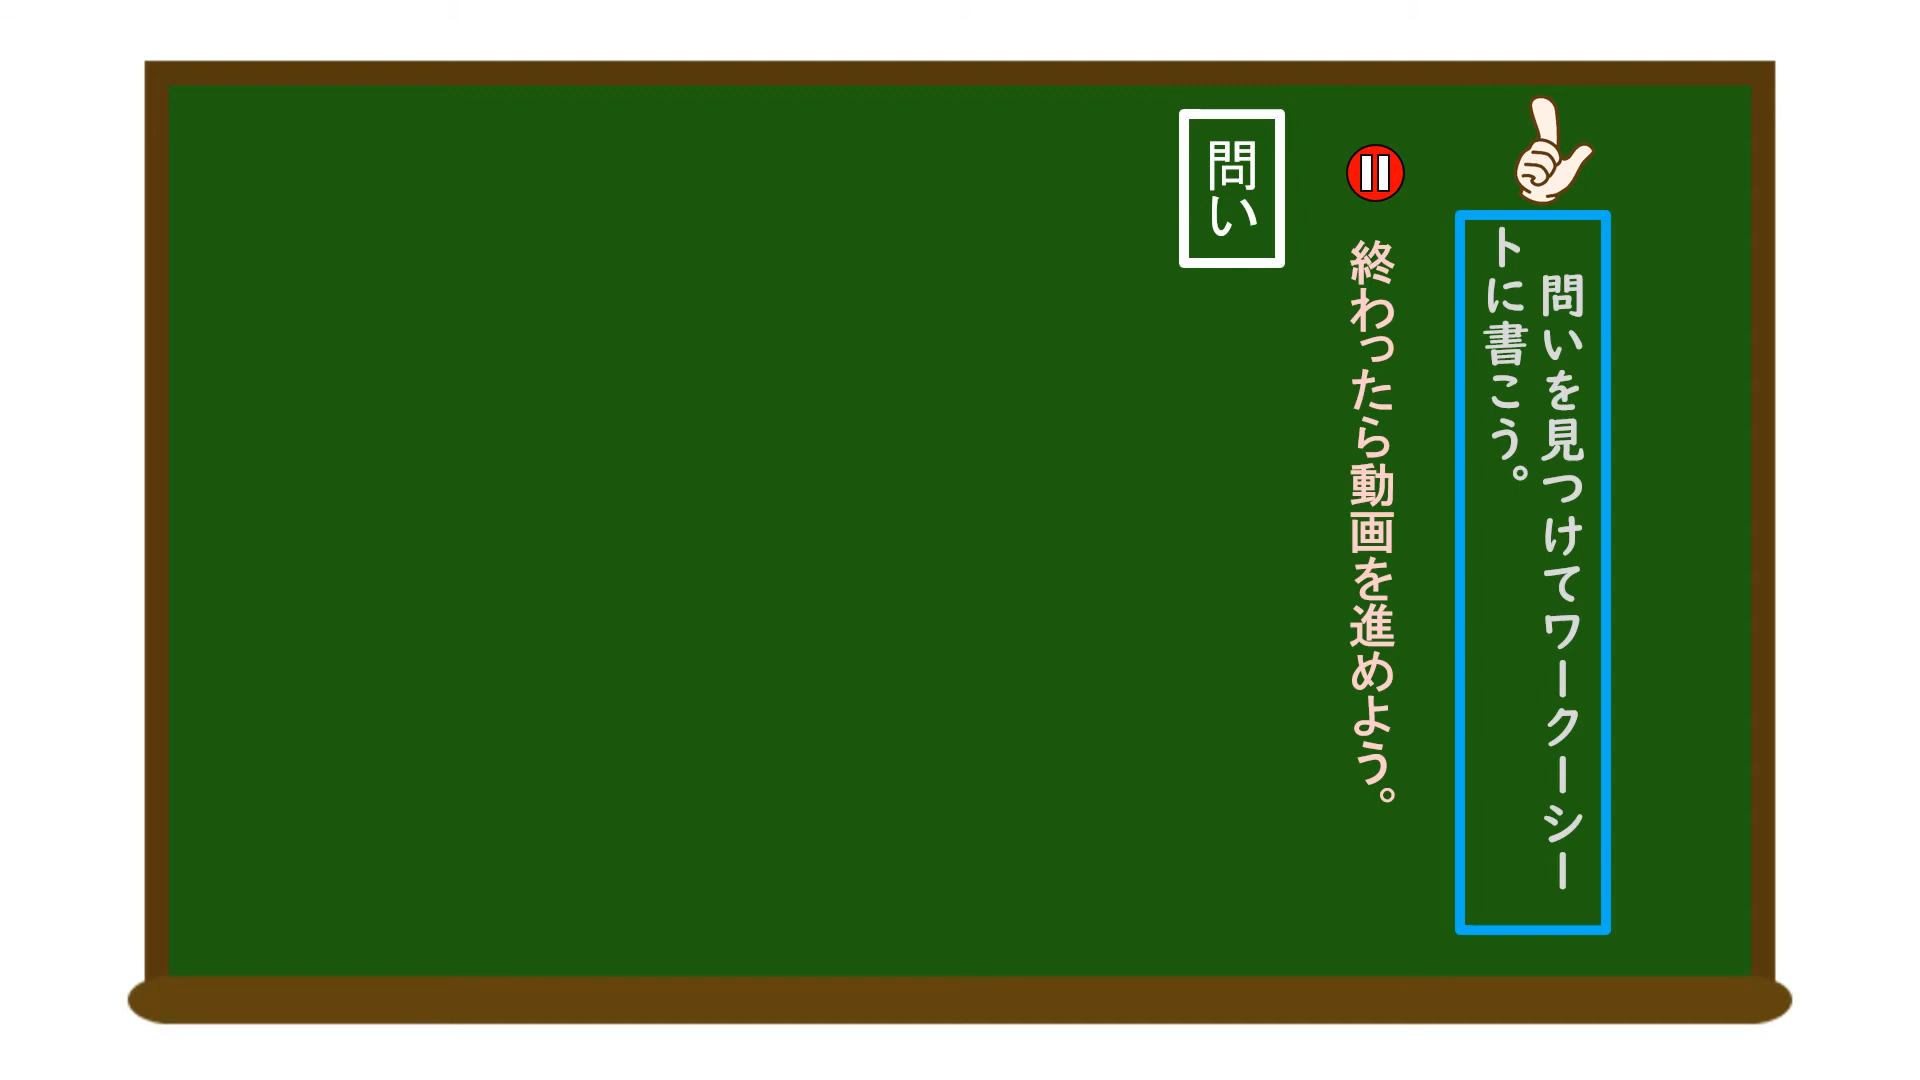 問いを見つけてワークーシー
トに書こう。
終わったら動画を進めよう。
問い